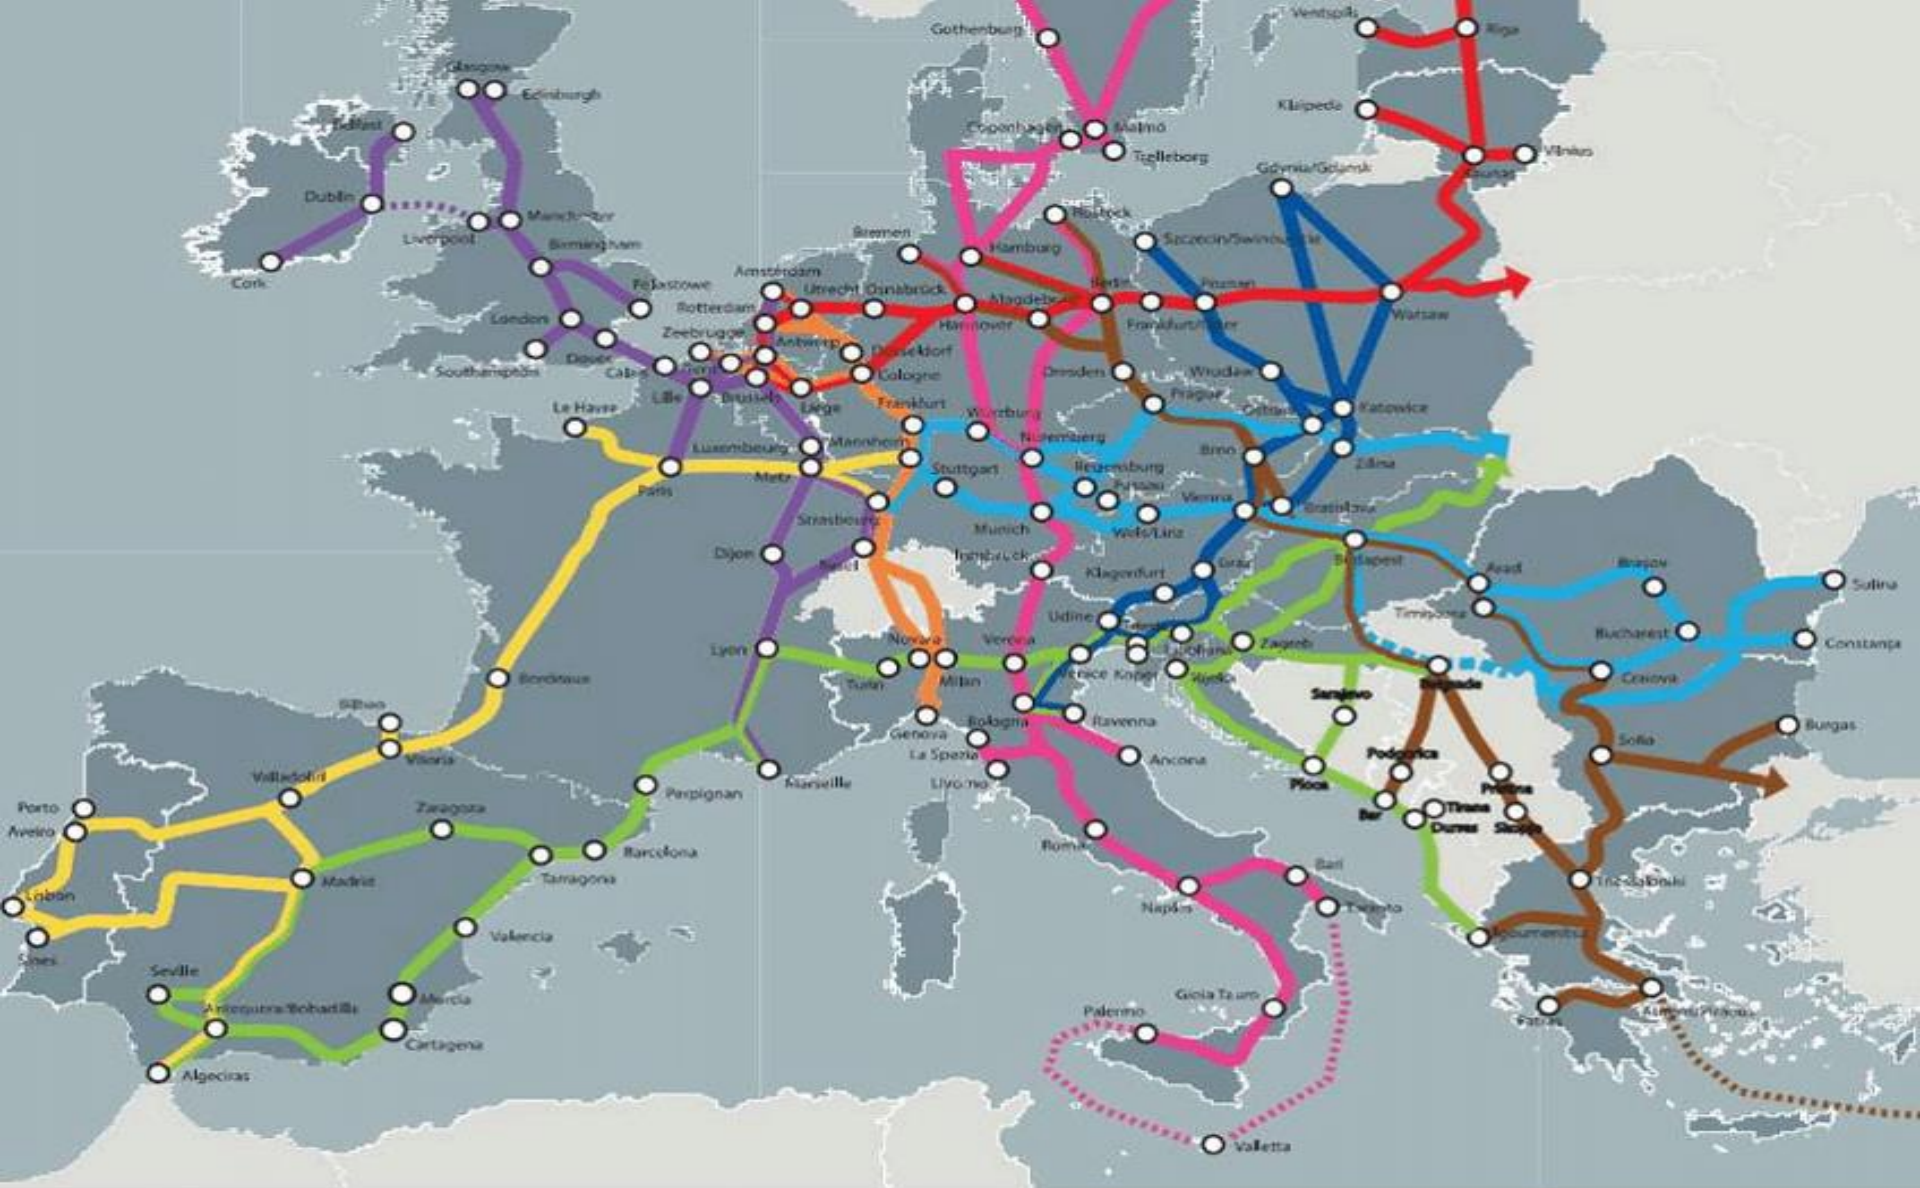 Gothenburg
Ventspils
Riga
Glasgow
Edinburgh
Klaipeda
Belfast
Copenhagen
Malmö
Trelleborg
Vilnius
Kaunas
Gdynia/Gdansk
Dublin
Manchester
Liverpool
Birmingham
Cork
Bremen
Rostock
Hamburg
Szczecin/Swinoujscie
Amsterdam
Felixstowe
Utrecht
Osnabrück
Rotterdam
Magdeburg
Berlin
Poznan
London
Zeebrugge
Hannover
Frankfurt/Oder
Warsaw
Dover
Antwerp
Düsseldorf
Southampton
Calais
Gent
Cologne
Dresden
Wroclaw
Lille
Brussels
Liege
Le Havre
Frankfurt
Würzburg
Prague
Ostrava
Katowice
Luxembourg
Mannheim
Nuremberg
Brno
Zilina
Metz
Stuttgart
Regensburg
Paris
Passau
Vienna
Bratislava
Strasbourg
Munich
Wels/Linz
Dijon
Basel
Innsbruck
Klagenfurt
Graz
Budapest
Arad
Brasov
Sulina
Udine
Timisoara
Novara
Verona
Ljubljana
Zagreb
Bucharest
Constanța
Lyon
Turin
Milan
Venice
Koper
Rijeka
Belgrade
Craiova
Bordeaux
Sarajevo
Bilbao
Genova
Bologna
Ravenna
Sofia
Burgas
Vitoria
La Spezia
Ancona
Podgorica
Valladolid
Marseille
Livorno
Ploce
Pristina
Porto
Zaragoza
Perpignan
Bar
Tirana
Aveiro
Durres
Skopje
Roma
Barcelona
Bari
Madrid
Tarragona
Thessaloniki
Lisbon
Naples
Taranto
Valencia
Igoumenitsa
Sines
Seville
Murcia
Gioia Tauro
Antequera/Bobadilla
Palermo
Patras
Athens/Piraeus
Cartagena
Algeciras
Valletta